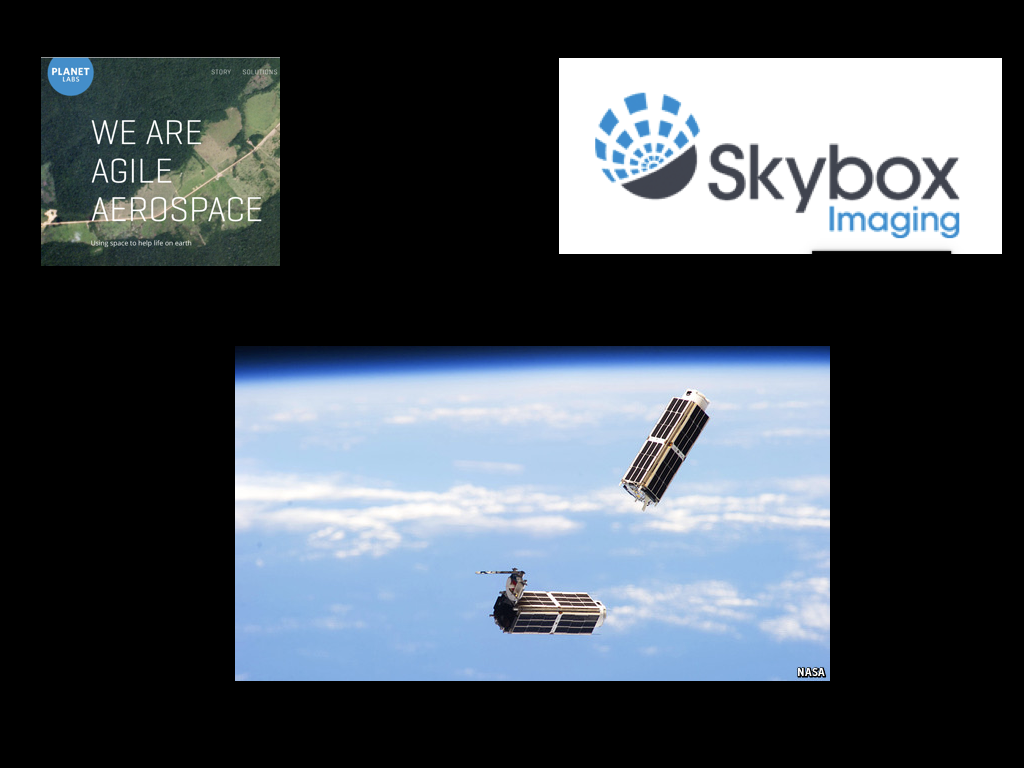 PLANET
LABS
STORY SOLUTIONS
WE ARE
AGILE
AEROSPACE
Using space to help life on earth
Skybox
Imaging
NASA